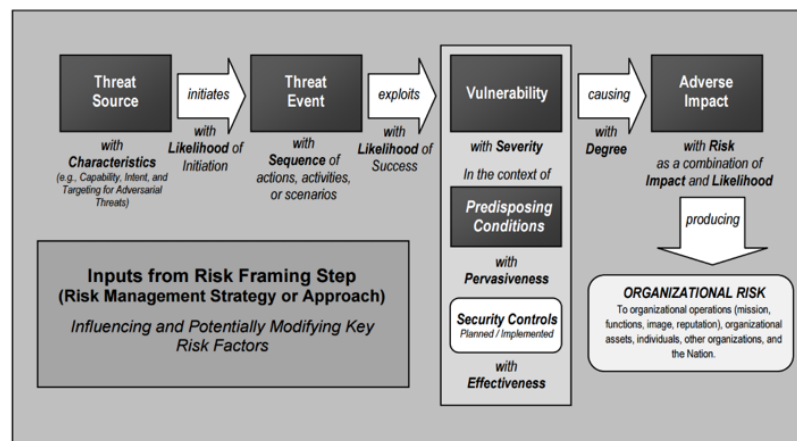 Threat
Source
with
Characteristics
(e.g., Capability, Intent, and
Targeting for Adversarial
Threats)
initiates
with
Likelihood of
Initiation
Threat
Event
with
Sequence of
actions, activities,
or scenarios
exploits
with
Likelihood of
Success
Vulnerability
with Severity
In the context of
Predisposing
Conditions
with
Pervasiveness
Security Controls
Planned / Implemented
with
Effectiveness
causing
with
Degree
Adverse
Impact
with Risk
as a combination of
Impact and Likelihood
producing
ORGANIZATIONAL RISK
To organizational operations (mission,
functions, image, reputation), organizational
assets, individuals, other organizations, and
the Nation.
Inputs from Risk Framing Step
(Risk Management Strategy or Approach)
Influencing and Potentially Modifying Key
Risk Factors